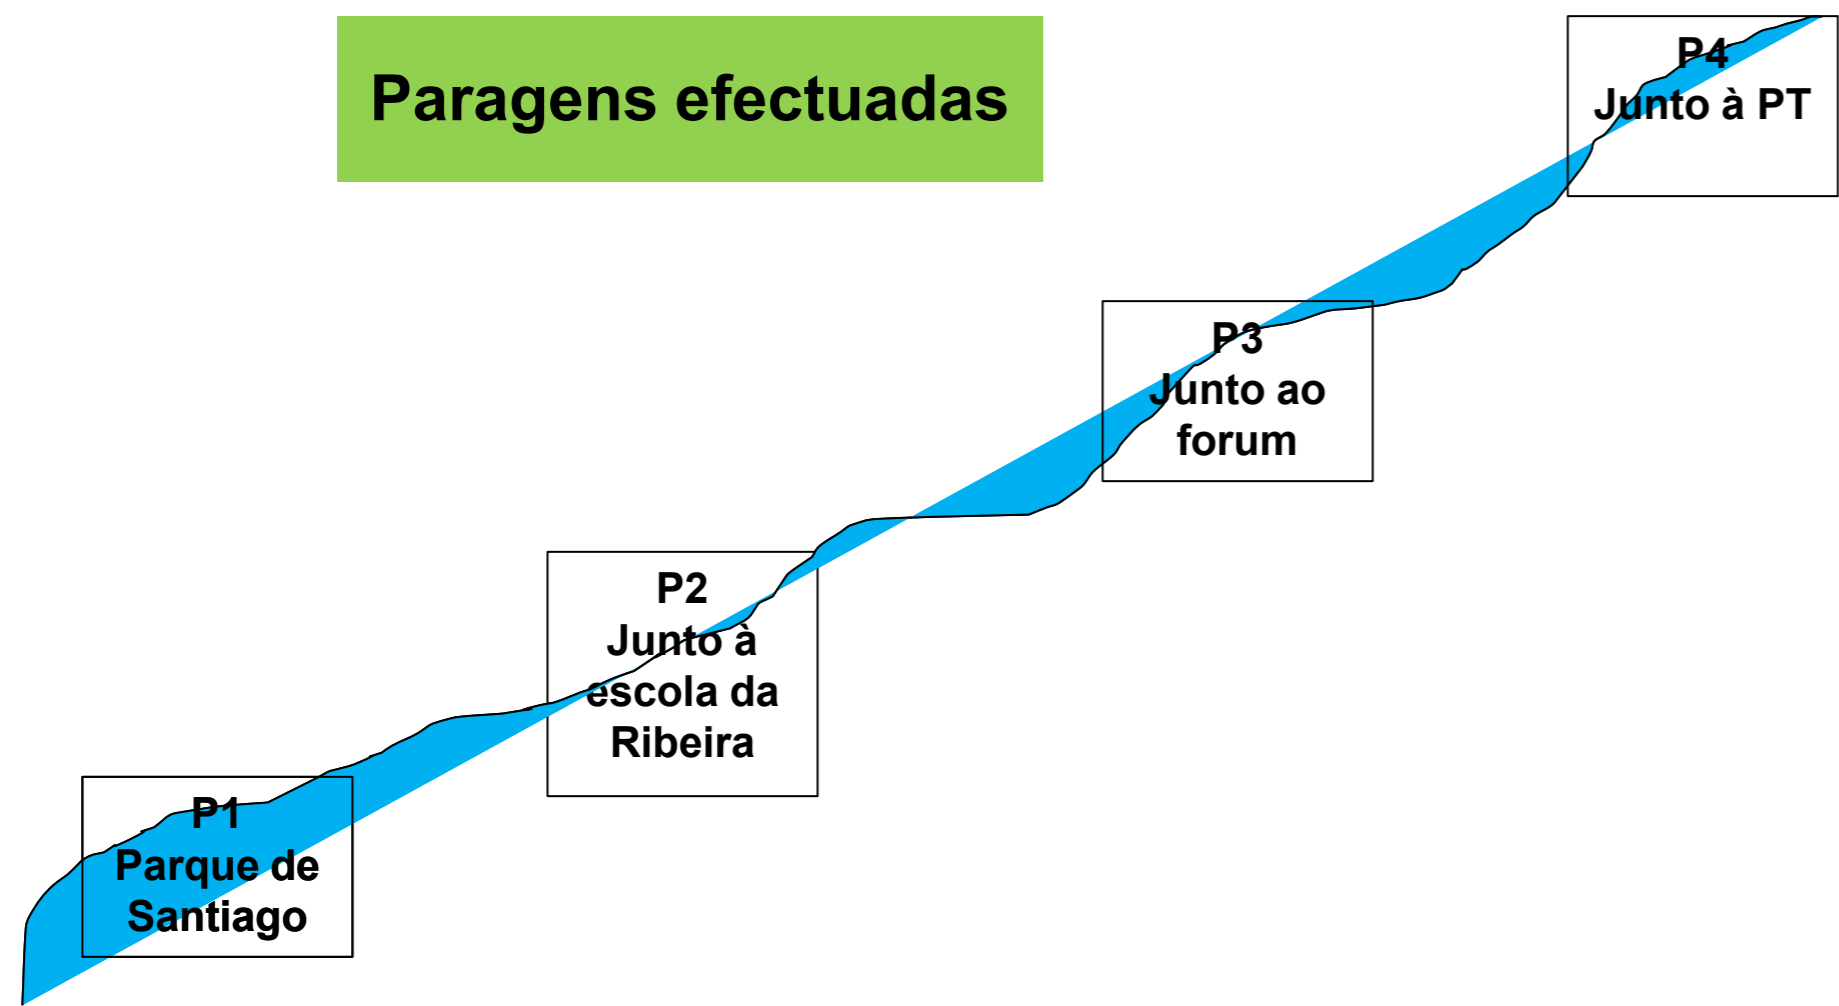 Paragens efectuadas
P4
Junto à PT
P3
Junto ao
forum
P2
Junto à
escola da
Ribeira
P1
Parque de
Santiago